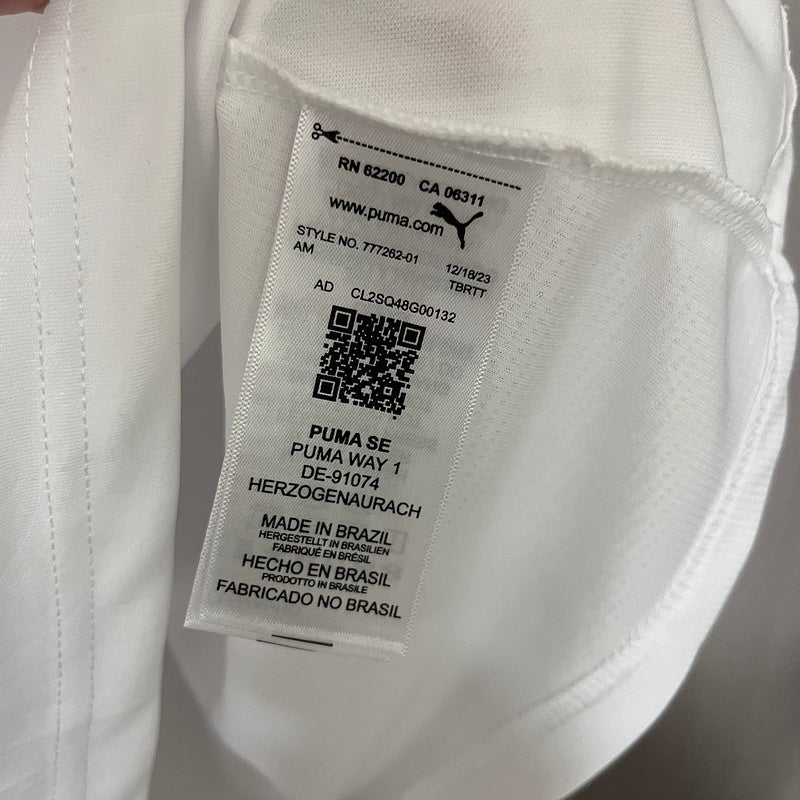 RN 62200 CA 06311
www.puma.com
STYLE NO. 777262-01 12/18/23
AM TBRTT
AD CL2SQ48G00132
PUMA SE
PUMA WAY 1
DE-91074
HERZOGENAURACH
MADE IN BRAZIL
HERGESTELLT IN BRASILIEN
FABRIQUÉ EN BRÉSIL
HECHO EN BRASIL
PRODOTTO IN BRASILE
FABRICADO NO BRASIL